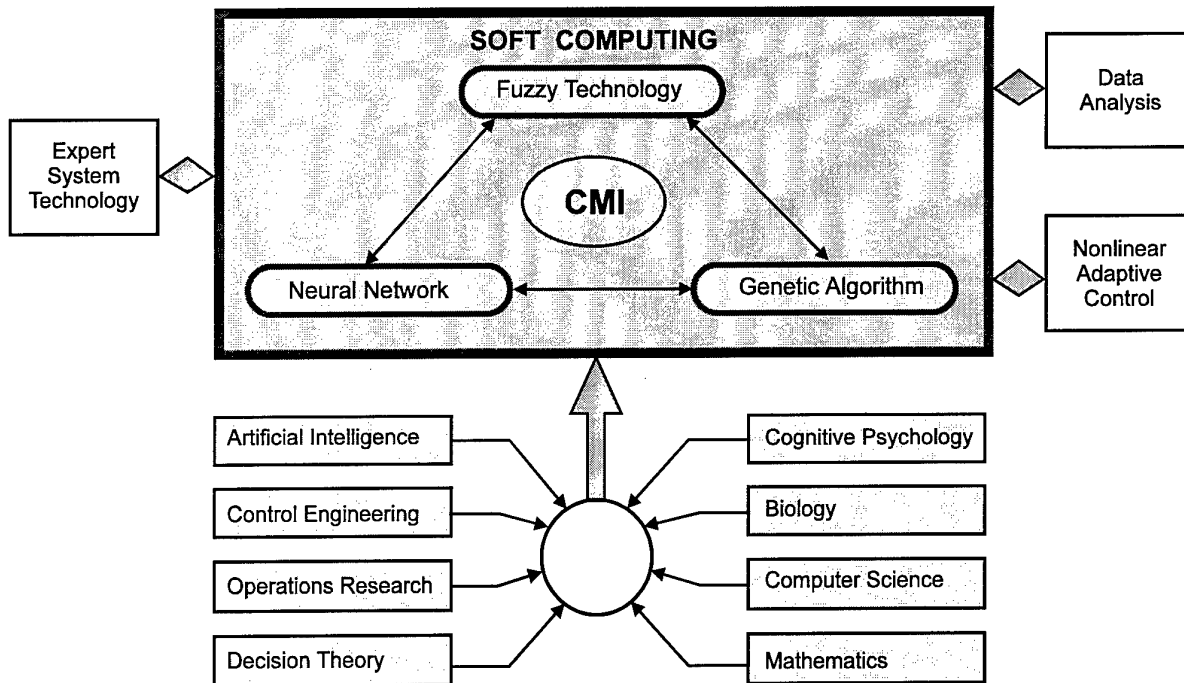 SOFT COMPUTING
Fuzzy Technology
CMI
Neural Network
Genetic Algorithm
Expert
System
Technology
Data
Analysis
Nonlinear
Adaptive
Control
Artificial Intelligence
Control Engineering
Operations Research
Decision Theory
Cognitive Psychology
Biology
Computer Science
Mathematics